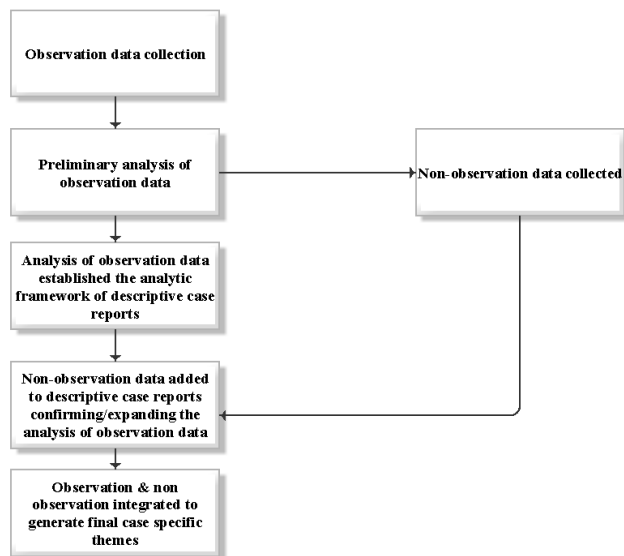 Observation data collection
Preliminary analysis of
observation data
Non-observation data collected
Analysis of observation data
established the analytic
framework of descriptive case
reports
Non-observation data added
to descriptive case reports
confirming/expanding the
analysis of observation data
Observation & non
observation integrated to
generate final case specific
themes